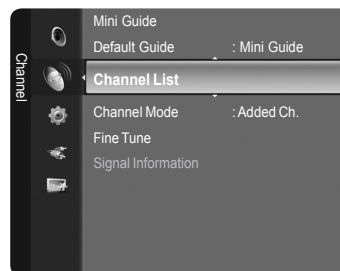 Channel
Mini Guide
Default Guide : Mini Guide
Channel List
Channel Mode : Added Ch.
Fine Tune
Signal Information